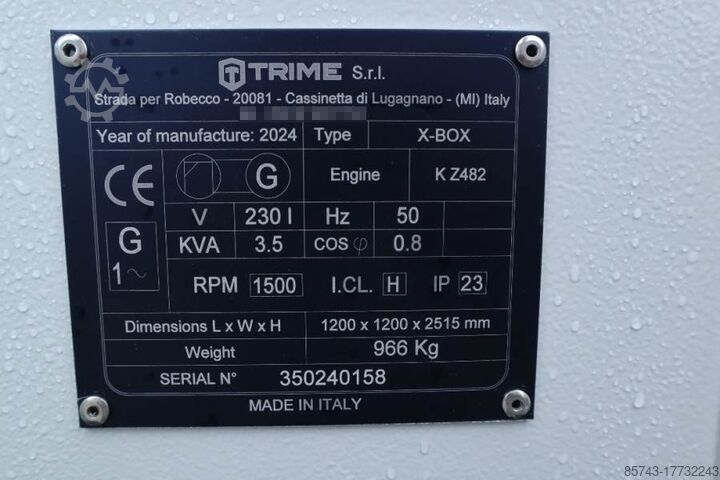 TRIME S.r.l.
Strada per Robecco - 20081 - Cassinetta di Lugagnano - (MI) Italy
Year of manufacture: 2024 Type X-BOX
CE G Engine K Z482
V 230 I Hz 50
G
1~
KVA 3.5 COS φ 0.8
RPM 1500 I.CL. H IP 23
Dimensions L x W x H 1200 x 1200 x 2515 mm
Weight 966 Kg
SERIAL N° 350240158
MADE IN ITALY
85743-17732243